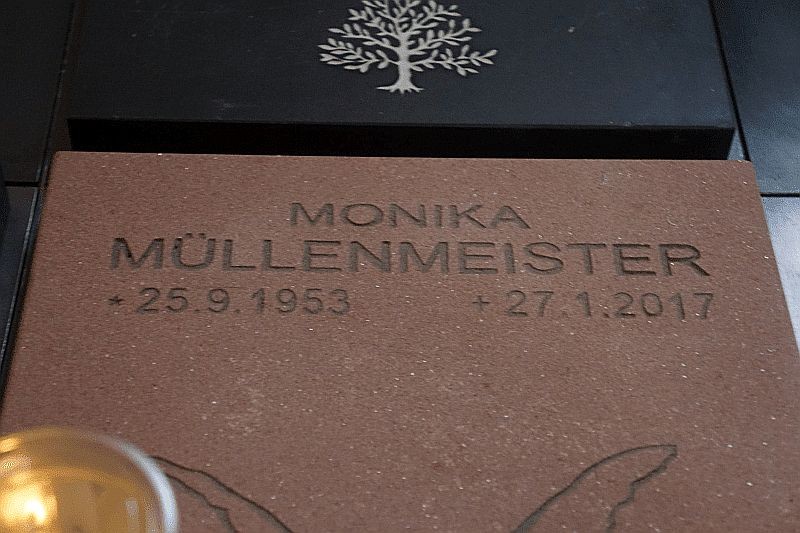 MONIKA
MÜLLENMEISTER
* 25.9.1953 + 27.1.2017